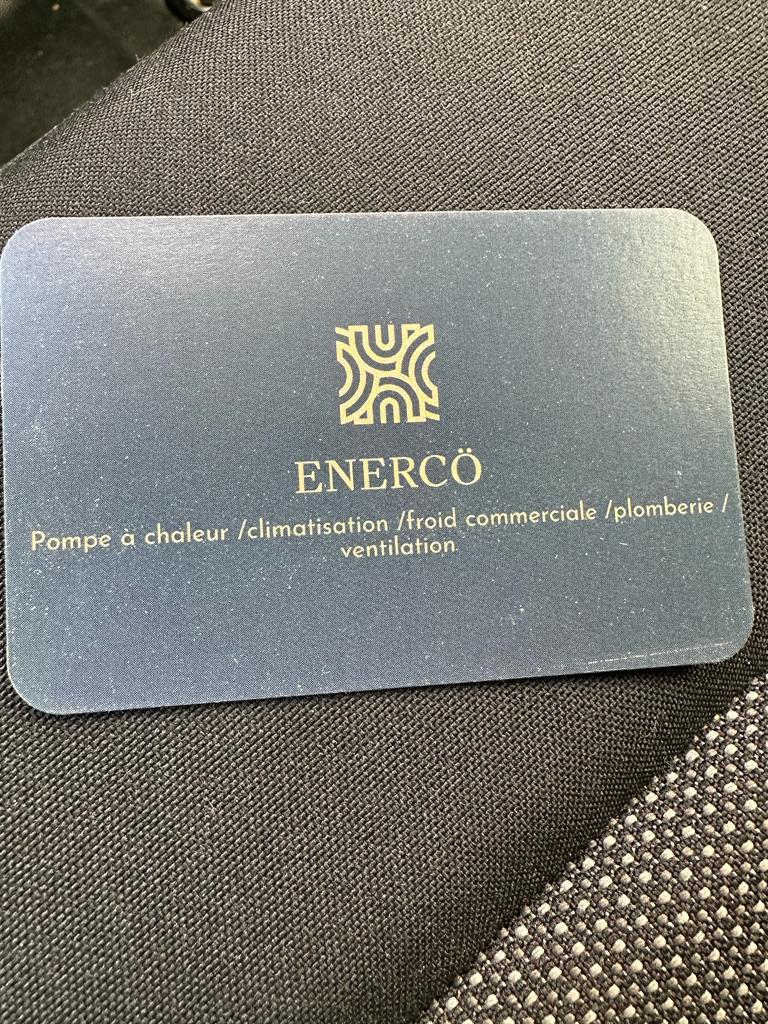 ENERCÖ
Pompe à chaleur /climatisation /froid commerciale /plomberie /
ventilation